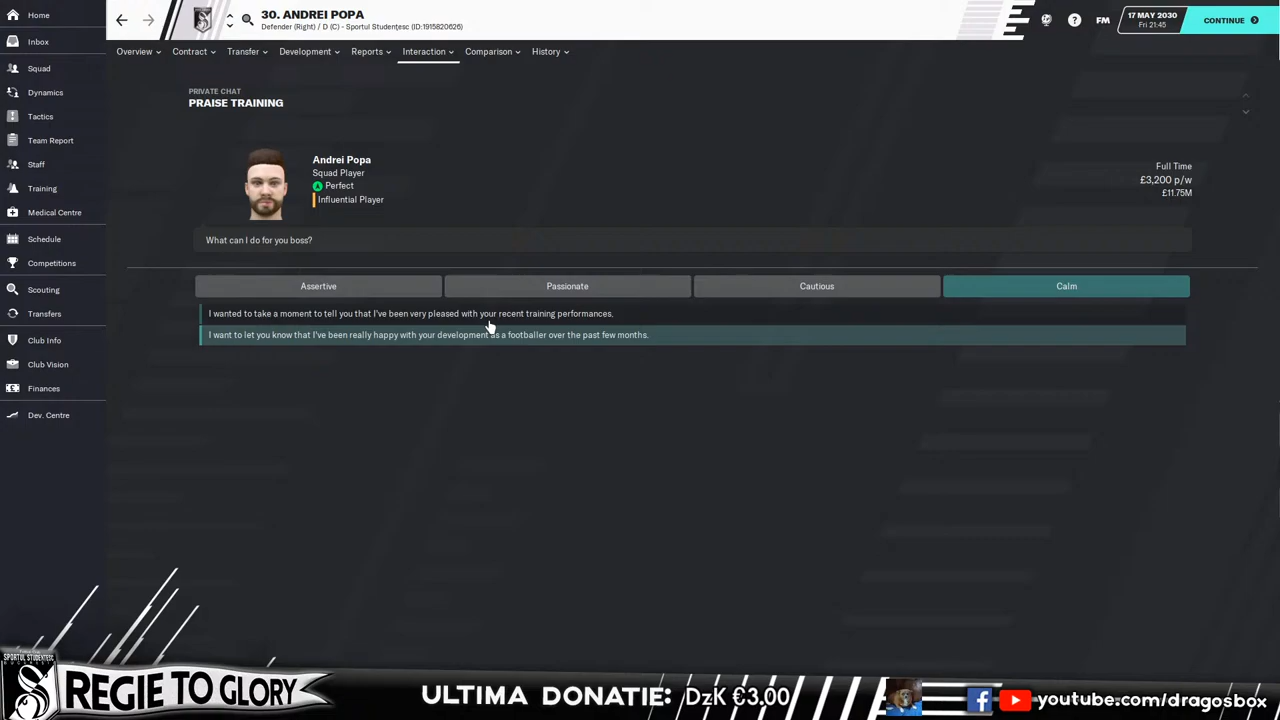 Home
Inbox
Squad
Dynamics
Tactics
Team Report
Staff
Training
Medical Centre
Schedule
Competitions
Scouting
Transfers
Club Info
Club Vision
Finances
Dev. Centre
30. ANDREI POPA
Defender (Right) / D (C) - Sportul Studențesc (ID:1915820626)
FM
17 MAY 2030
Fri 21:45
CONTINUE
Overview
Contract
Transfer
Development
Reports
Interaction
Comparison
History
PRIVATE CHAT
PRAISE TRAINING
Andrei Popa
Squad Player
Perfect
Influential Player
Full Time
£3,200 p/w
£11.75M
What can I do for you boss?
Assertive
Passionate
Cautious
Calm
I wanted to take a moment to tell you that I've been very pleased with your recent training performances.
I want to let you know that I've been really happy with your development as a footballer over the past few months.
SPORTUL STUDENTESC
REGIE TO GLORY
ULTIMA DONATIE: DzK €3.00
youtube.com/dragosbox